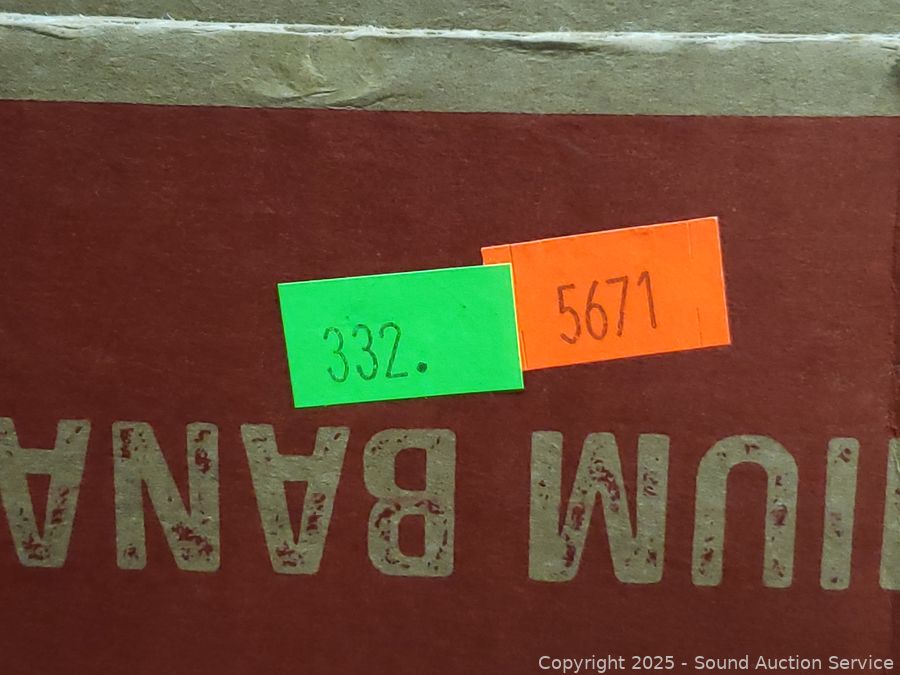 332.
5671
IUM BANA
Copyright 2025 - Sound Auction Service